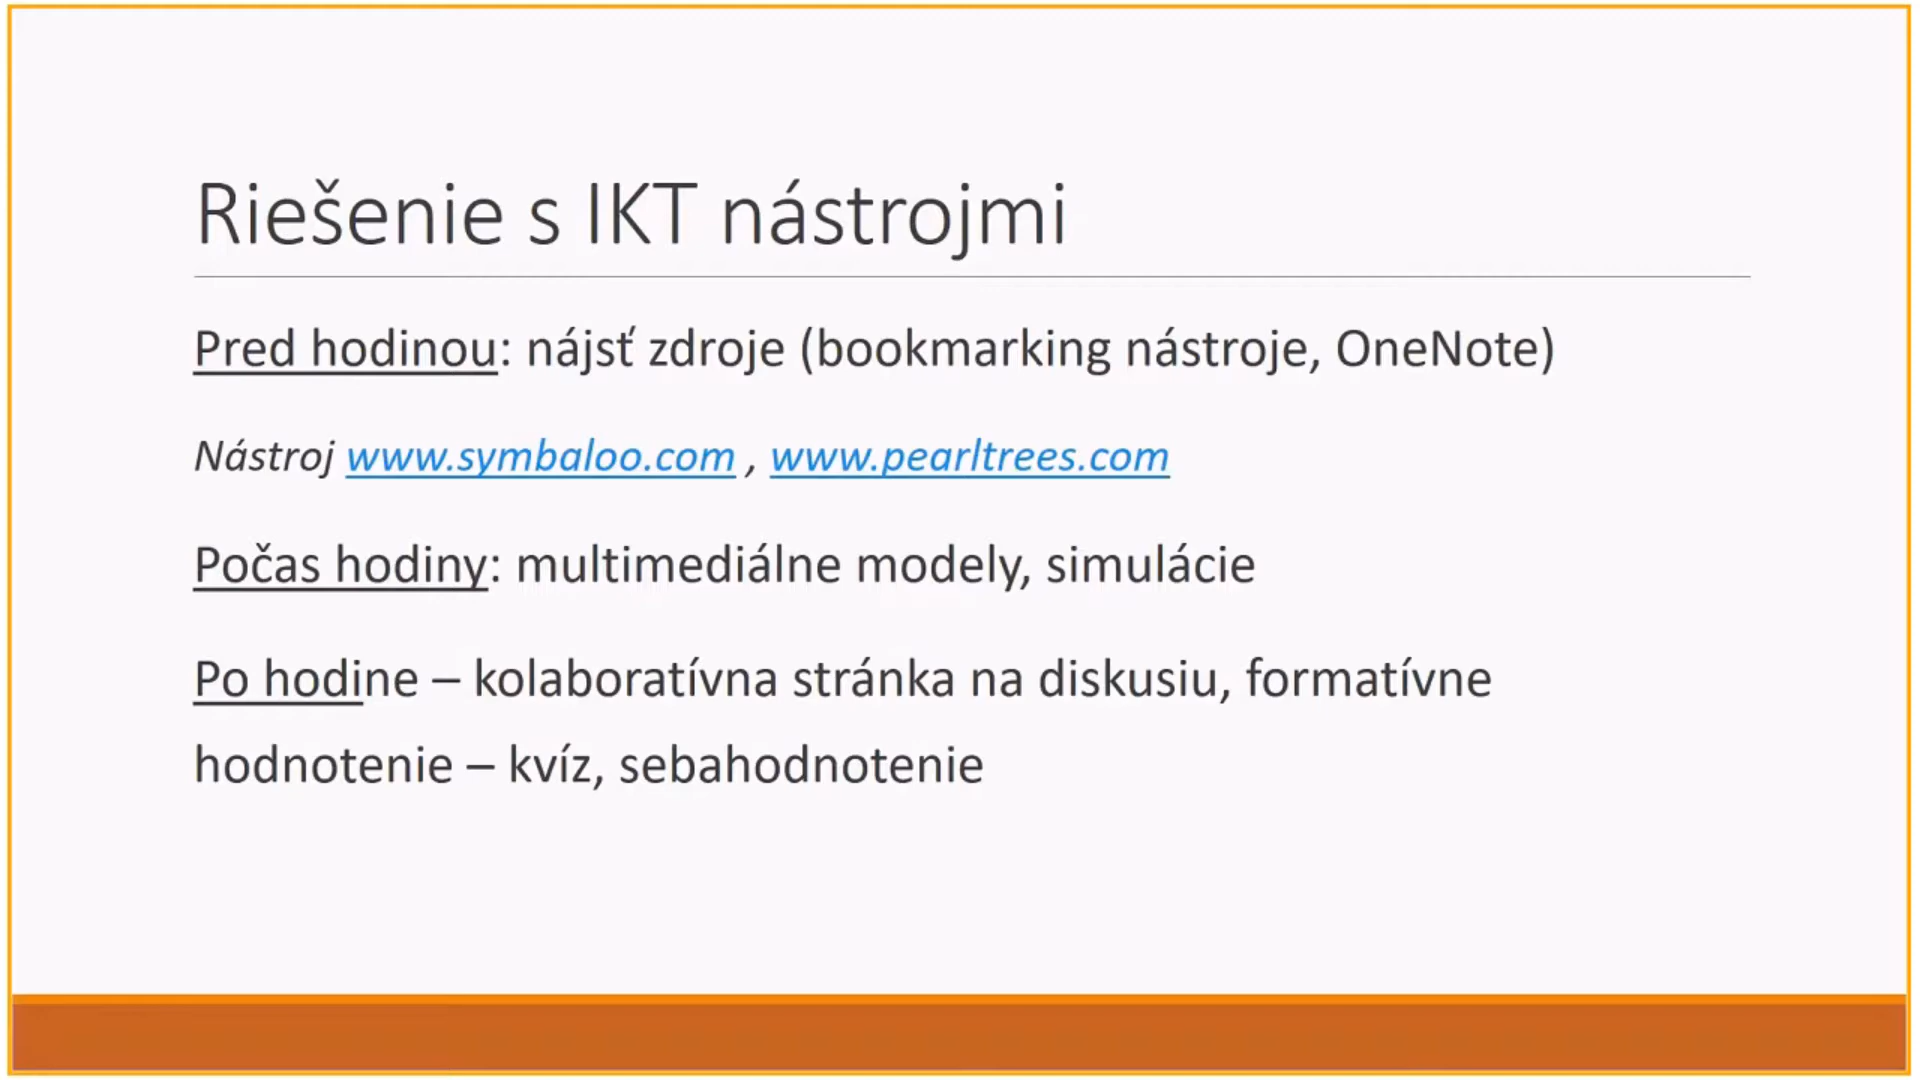 Riešenie s IKT nástrojmi
Pred hodinou: nájsť zdroje (bookmarking nástroje, OneNote)
Nástroj www.symbaloo.com , www.pearltrees.com
Počas hodiny: multimediálne modely, simulácie
Po hodine – kolaboratívna stránka na diskusiu, formatívne
hodnotenie – kvíz, sebahodnotenie